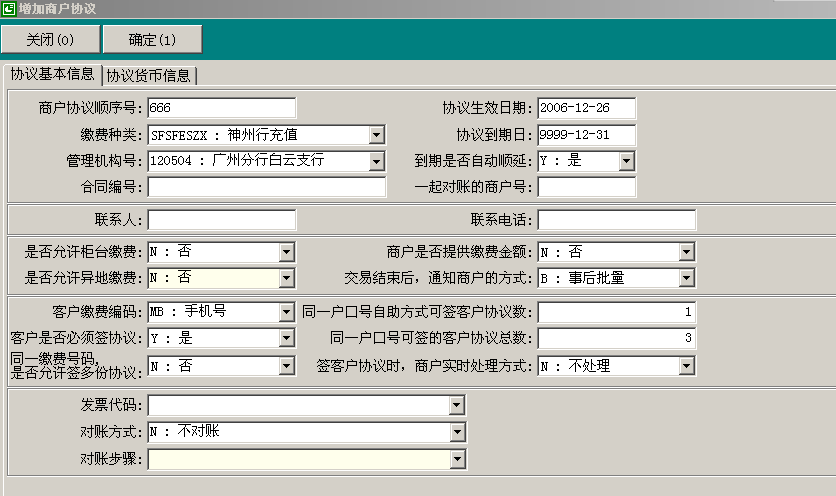 增加商户协议
关闭(0) 确定(1)
协议基本信息 协议货币信息
商户协议顺序号: 666 协议生效日期: 2006-12-26
缴费种类: SFSFESZX : 神州行充值 协议到期日: 9999-12-31
管理机构号: 120504 : 广州分行白云支行 到期是否自动顺延: Y : 是
合同编号: 一起对账的商户号:
联系人: 联系电话:
是否允许柜台缴费: N : 否 商户是否提供缴费金额: N : 否
是否允许异地缴费: N : 否 交易结束后，通知商户的方式: B : 事后批量
客户缴费编码: MB : 手机号 同一户口号自助方可签客户协议数: 1
客户是否必须签协议: Y : 是 同一户口号可签的客户协议总数: 3
同一缴费号码,
是否允许签多份协议: N : 否 签客户协议时，商户实时处理方式: N : 不处理
发票代码:
对账方式: N : 不对账
对账步骤: